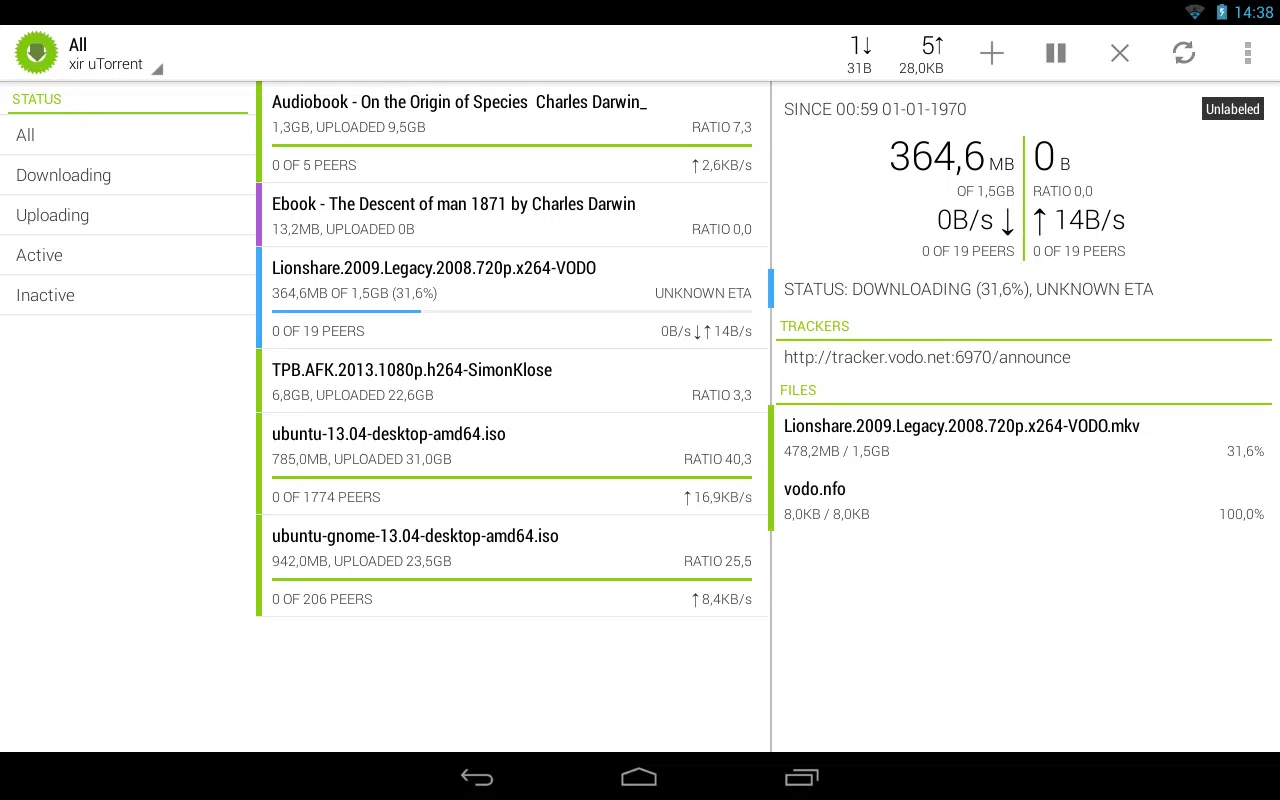 14:38
All
xir uTorrent
1↓
31B
5↑
28,0KB
STATUS
All
Downloading
Uploading
Active
Inactive
Audiobook - On the Origin of Species  Charles Darwin_
1,3GB, UPLOADED 9,5GB RATIO 7,3
0 OF 5 PEERS ↑ 2,6KB/s
Ebook - The Descent of man 1871 by Charles Darwin
13,2MB, UPLOADED 0B RATIO 0,0
Lionshare.2009.Legacy.2008.720p.x264-VODO
364,6MB OF 1,5GB (31,6%) UNKNOWN ETA
0 OF 19 PEERS 0B/s ↓ ↑ 14B/s
TPB.AFK.2013.1080p.h264-SimonKlose
6,8GB, UPLOADED 22,6GB RATIO 3,3
ubuntu-13.04-desktop-amd64.iso
785,0MB, UPLOADED 31,0GB RATIO 40,3
0 OF 1774 PEERS ↑ 16,9KB/s
ubuntu-gnome-13.04-desktop-amd64.iso
942,0MB, UPLOADED 23,5GB RATIO 25,5
0 OF 206 PEERS ↑ 8,4KB/s
SINCE 00:59 01-01-1970 Unlabeled
364,6 MB 0 B
OF 1,5GB RATIO 0,0
0B/s ↓ ↑ 14B/s
0 OF 19 PEERS 0 OF 19 PEERS
STATUS: DOWNLOADING (31,6%), UNKNOWN ETA
TRACKERS
http://tracker.vodo.net:6970/announce
FILES
Lionshare.2009.Legacy.2008.720p.x264-VODO.mkv
478,2MB / 1,5GB 31,6%
vodo.nfo
8,0KB / 8,0KB 100,0%